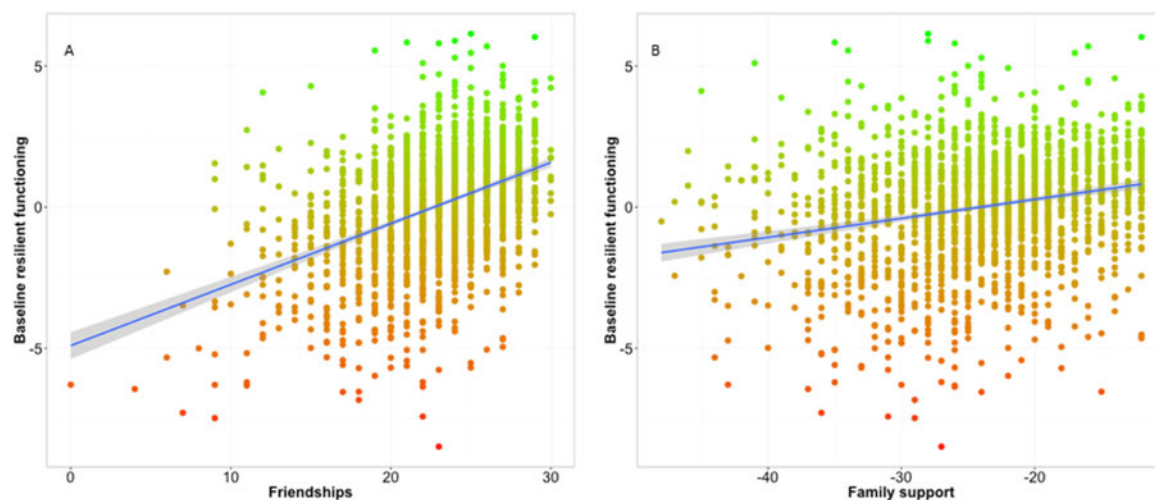 A
Baseline resilient functioning
5
0
-5
0
10
20
30
Friendships
B
Baseline resilient functioning
5
0
-5
-40
-30
-20
Family support